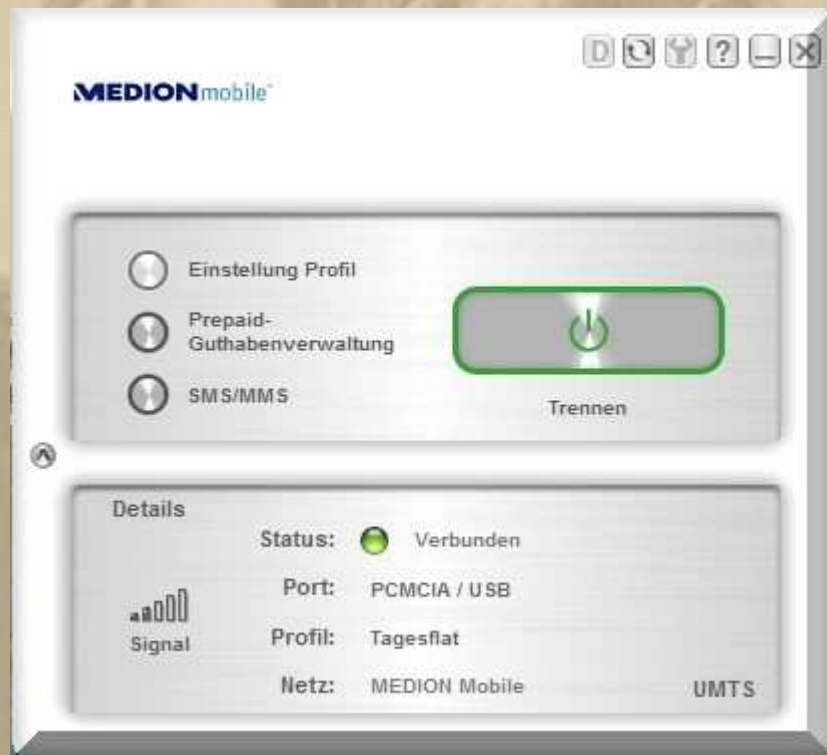 D ?
MEDIONmobile™
Einstellung Profil
Prepaid-
Guthabenverwaltung
SMS/MMS
Trennen
Details
Status: Verbunden
Port: PCMCIA / USB
Signal
Profil: Tagesflat
Netz: MEDION Mobile UMTS